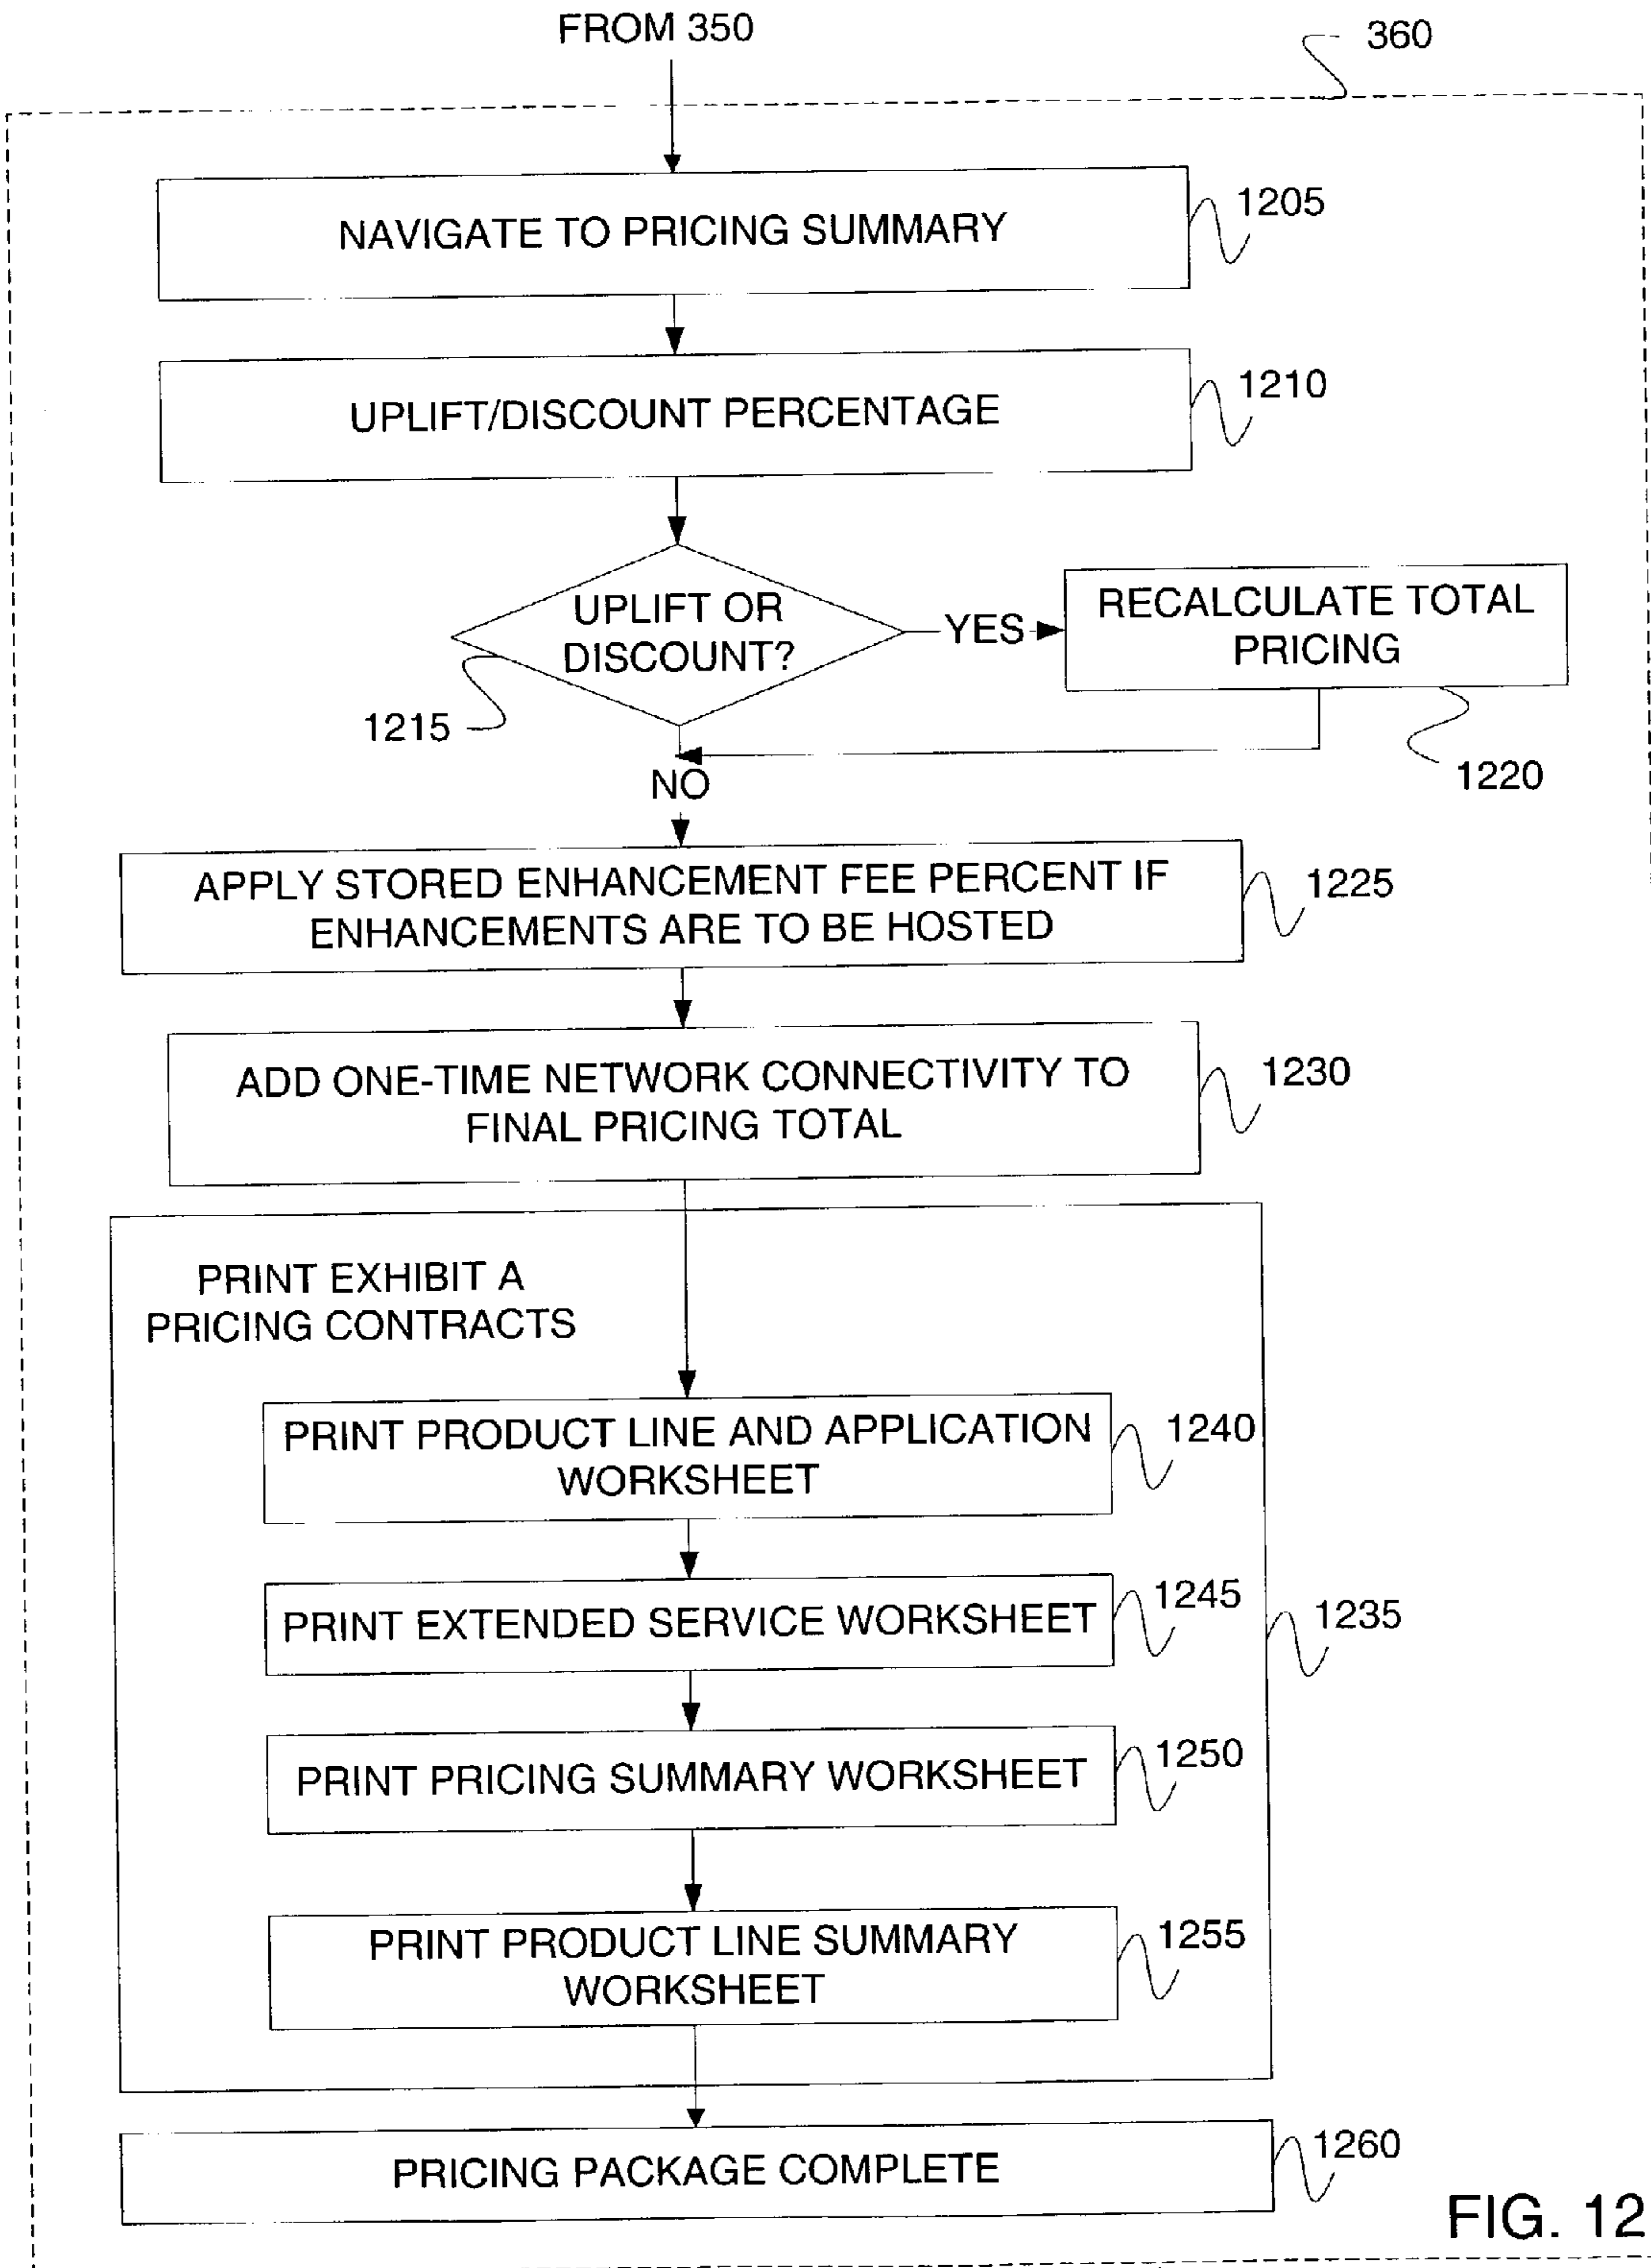 FROM 350
360
NAVIGATE TO PRICING SUMMARY
1205
UPLIFT/DISCOUNT PERCENTAGE
1210
UPLIFT OR
DISCOUNT?
YES
RECALCULATE TOTAL
PRICING
1215
1220
NO
APPLY STORED ENHANCEMENT FEE PERCENT IF
ENHANCEMENTS ARE TO BE HOSTED
1225
ADD ONE-TIME NETWORK CONNECTIVITY TO
FINAL PRICING TOTAL
1230
PRINT EXHIBIT A
PRICING CONTRACTS
PRINT PRODUCT LINE AND APPLICATION
WORKSHEET
1240
PRINT EXTENDED SERVICE WORKSHEET
1245
1235
PRINT PRICING SUMMARY WORKSHEET
1250
PRINT PRODUCT LINE SUMMARY
WORKSHEET
1255
PRICING PACKAGE COMPLETE
1260
FIG. 12